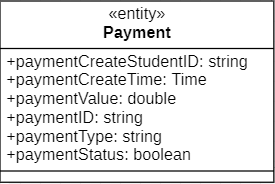 «entity»
Payment
+paymentCreateStudentID: string
+paymentCreateTime: Time
+paymentValue: double
+paymentID: string
+paymentType: string
+paymentStatus: boolean